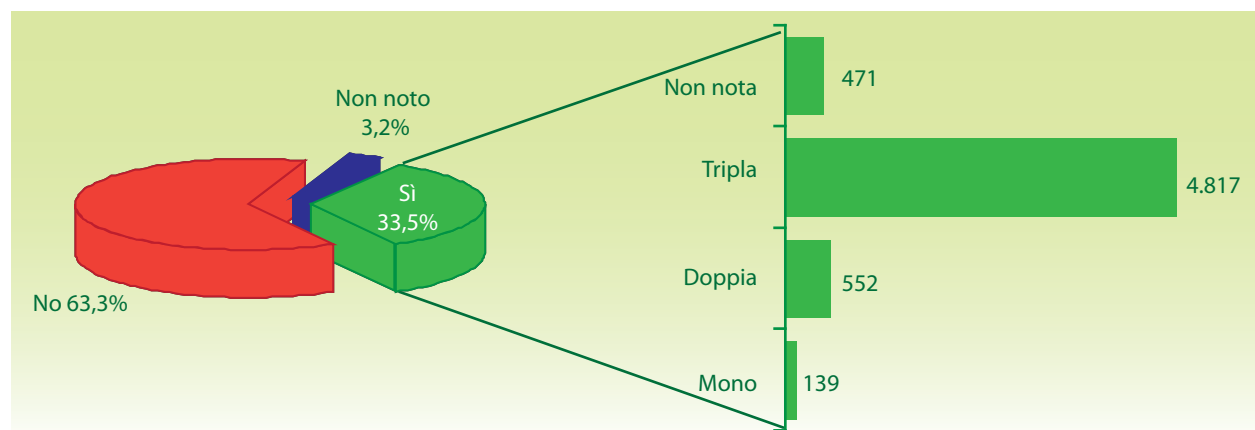 Non noto
3,2%
Sì
33,5%
No 63,3%
Non nota
471
Tripla
4.817
Doppia
552
Mono
139